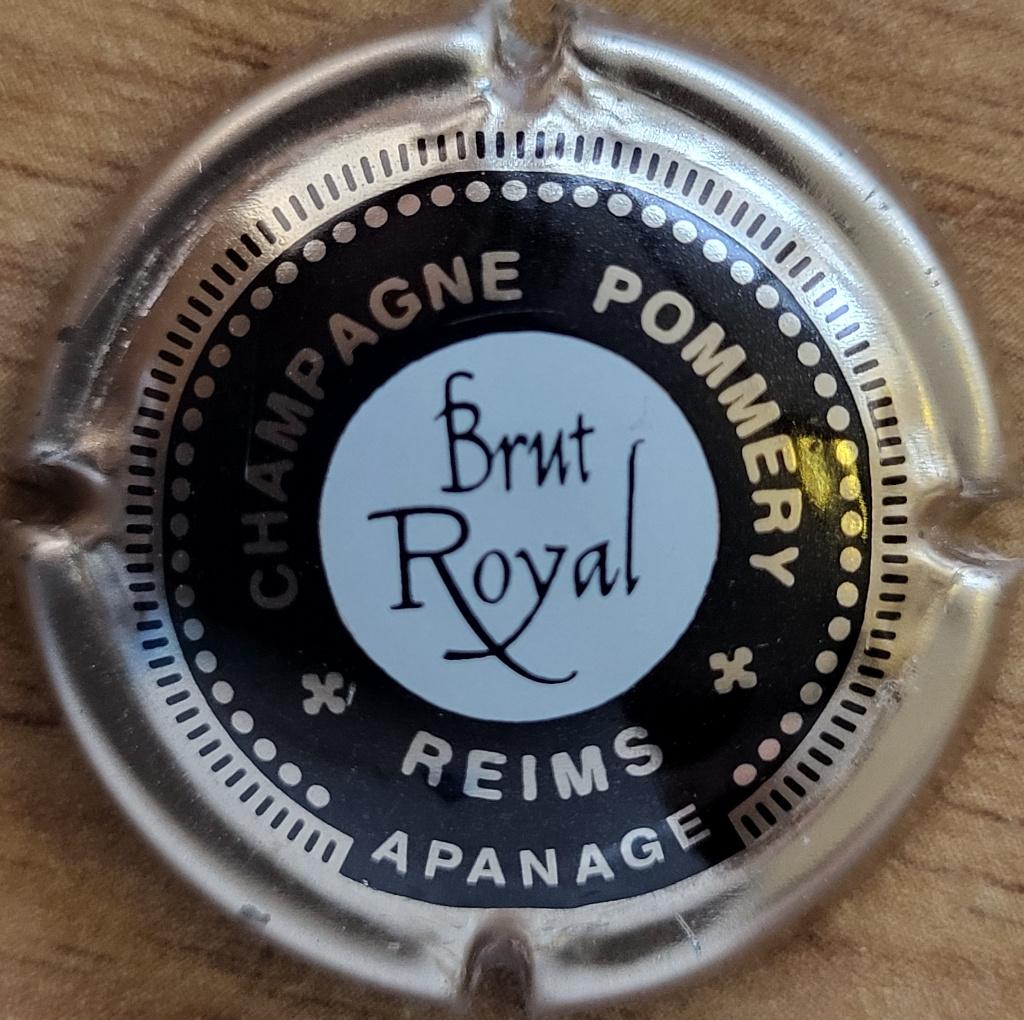 CHAMPAGNE POMMERY
Brut
Royal
REIMS
APANAGE